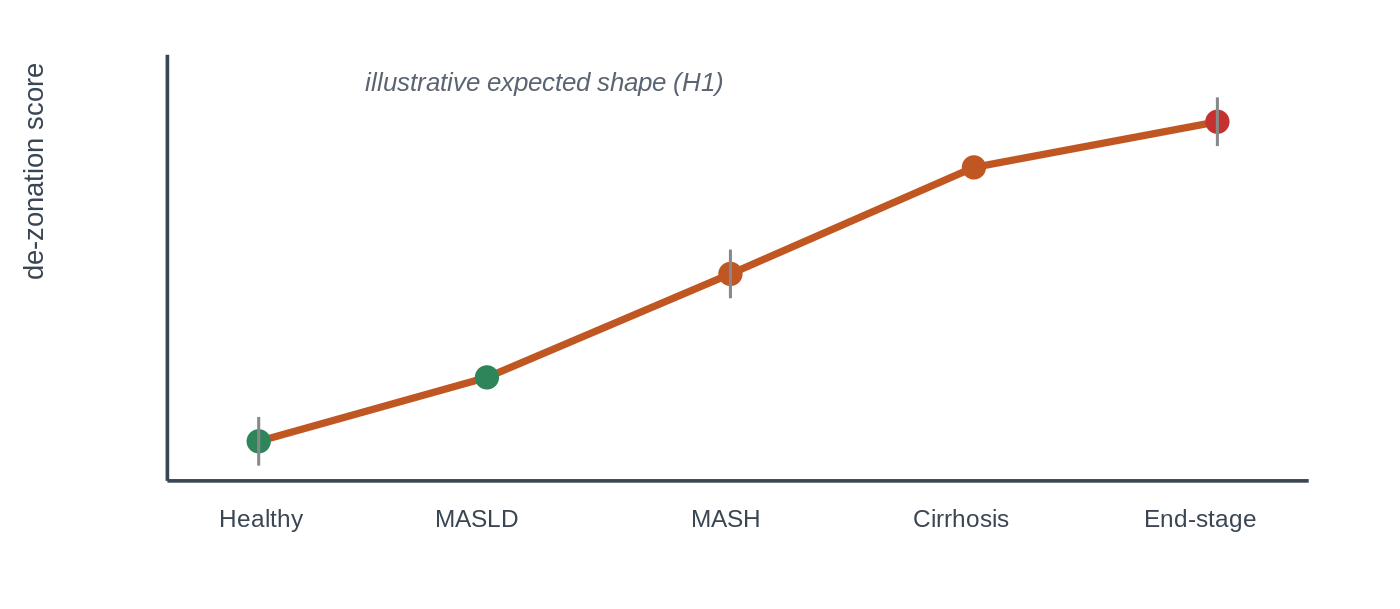 illustrative expected shape (H1)
de-zonation score
Healthy MASLD MASH Cirrhosis End-stage